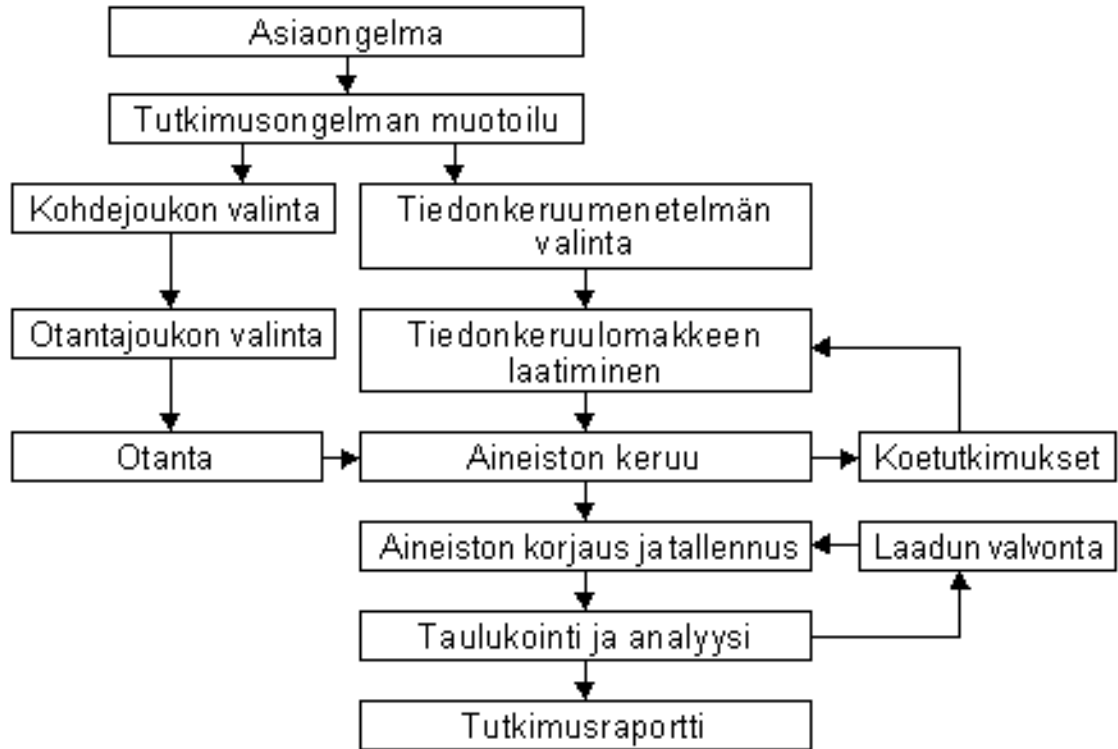 Asiaongelma
Tutkimusongelman muotoilu
Kohdejoukon valinta
Tiedonkeruumenetelmän
valinta
Otantajoukon valinta
Tiedonkeruulomakkeen
laatiminen
Otanta
Aineiston keruu
Koetutkimukset
Aineiston korjaus ja tallennus
Laadun valvonta
Taulukointi ja analyysi
Tutkimusraportti